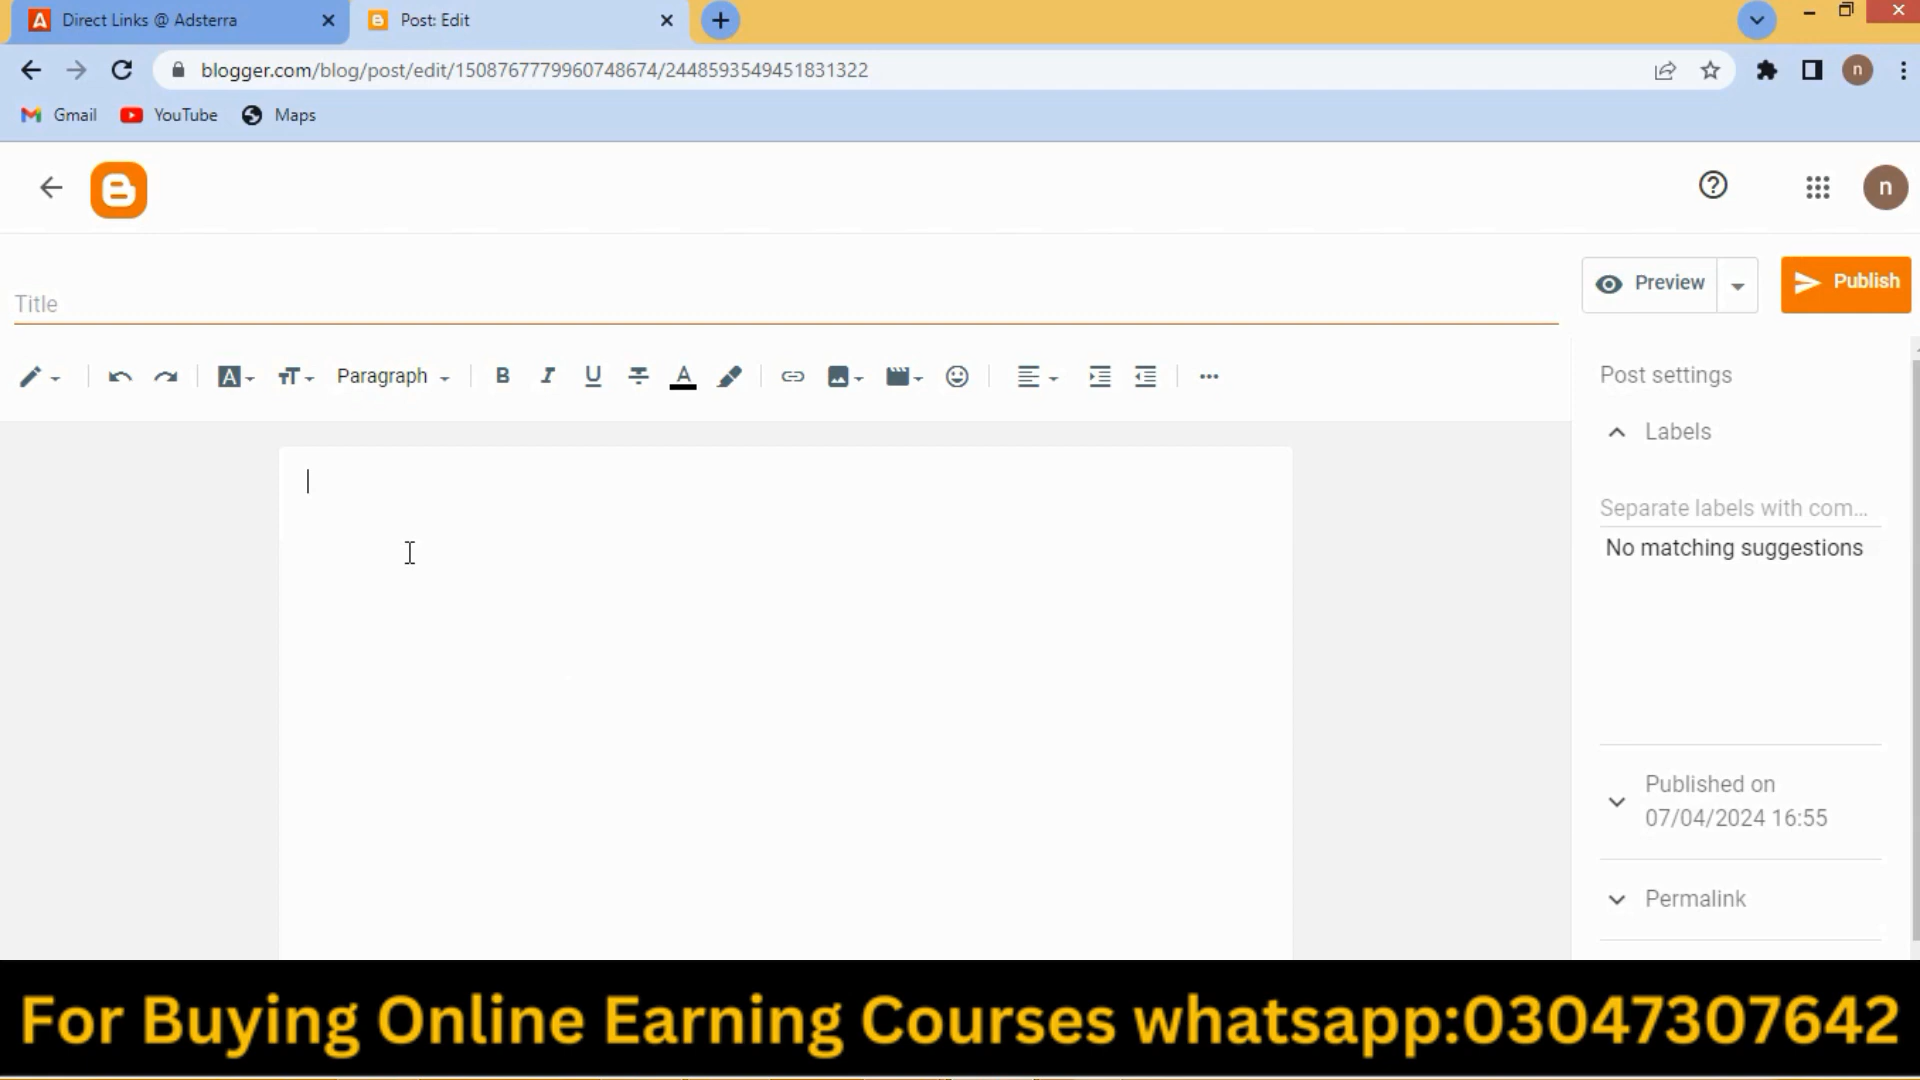 Direct Links @ Adsterra
Post: Edit
blogger.com/blog/post/edit/1508767779960748674/2448593549451831322
n
Gmail
YouTube
Maps
n
Title
Preview
Publish
Paragraph
B
I
U
A
Post settings
Labels
Separate labels with com...
No matching suggestions
Published on
07/04/2024 16:55
Permalink
For Buying Online Earning Courses whatsapp:03047307642